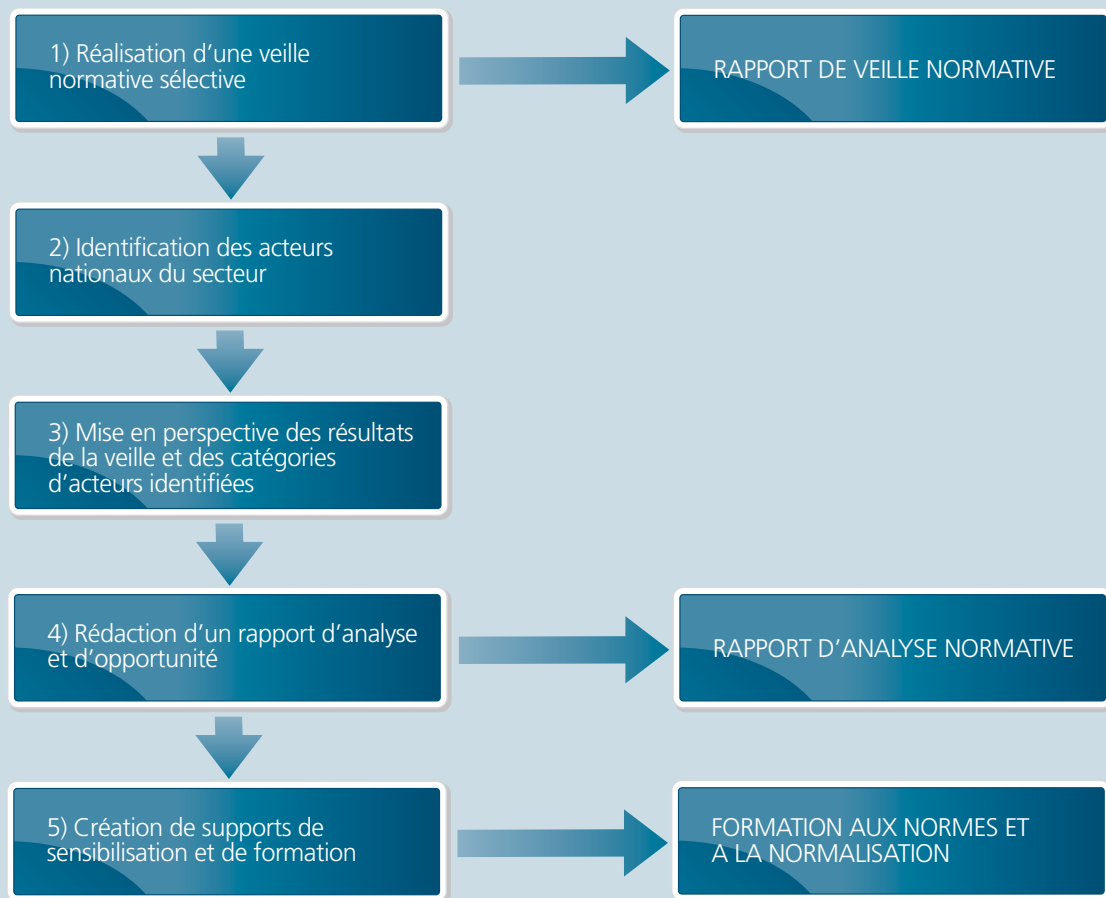 1) Réalisation d’une veille
normative sélective
RAPPORT DE VEILLE NORMATIVE
2) Identification des acteurs
nationaux du secteur
3) Mise en perspective des résultats
de la veille et des catégories
d’acteurs identifiées
4) Rédaction d’un rapport d’analyse
et d’opportunité
RAPPORT D’ANALYSE NORMATIVE
5) Création de supports de
sensibilisation et de formation
FORMATION AUX NORMES ET
A LA NORMALISATION